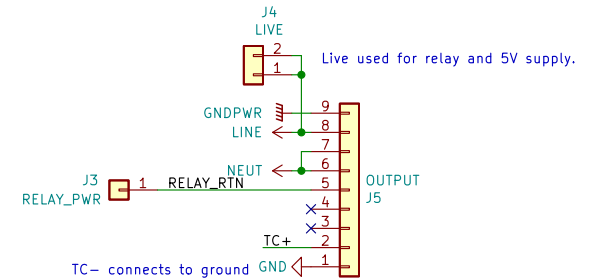 J4
LIVE
2
1
Live used for relay and 5V supply.
GNDPWR
9
LINE
8
7
NEUT
6
J3
1
RELAY_RTN
5
OUTPUT
RELAY_PWR
J5
4
3
TC+
2
TC- connects to ground
GND
1